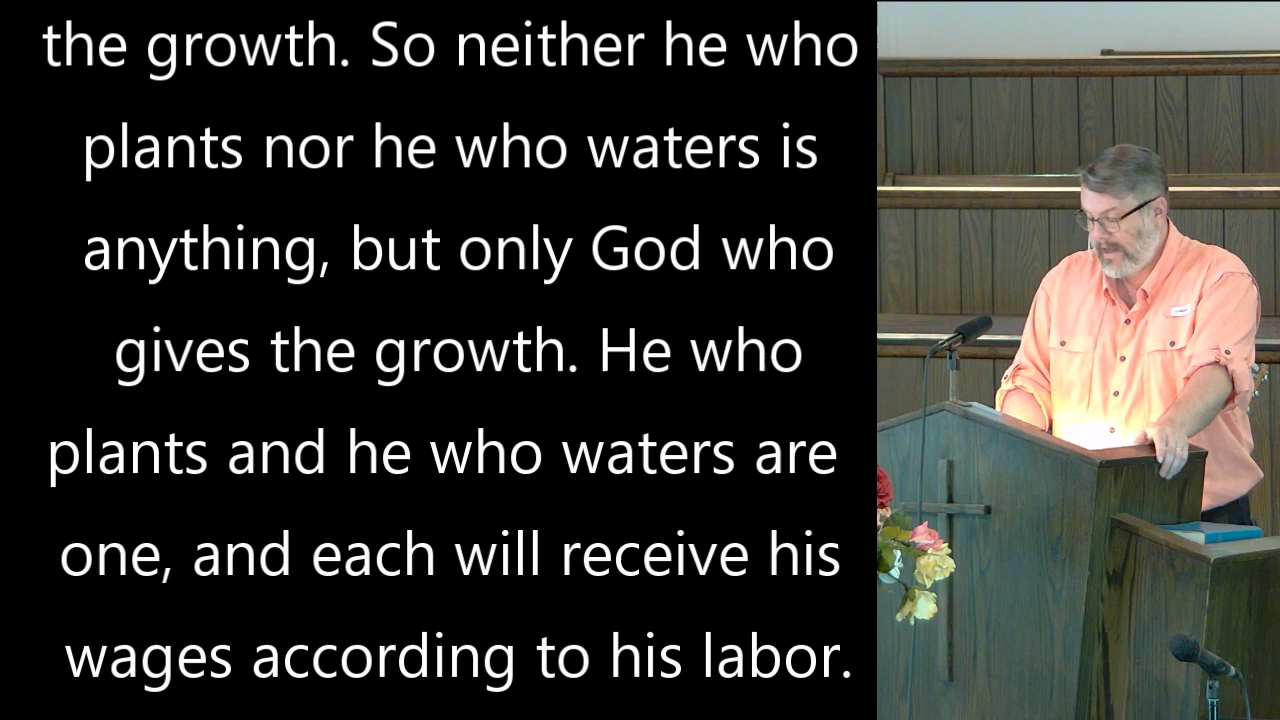 the growth. So neither he who
plants nor he who waters is
anything, but only God who
gives the growth. He who
plants and he who waters are
one, and each will receive his
wages according to his labor.